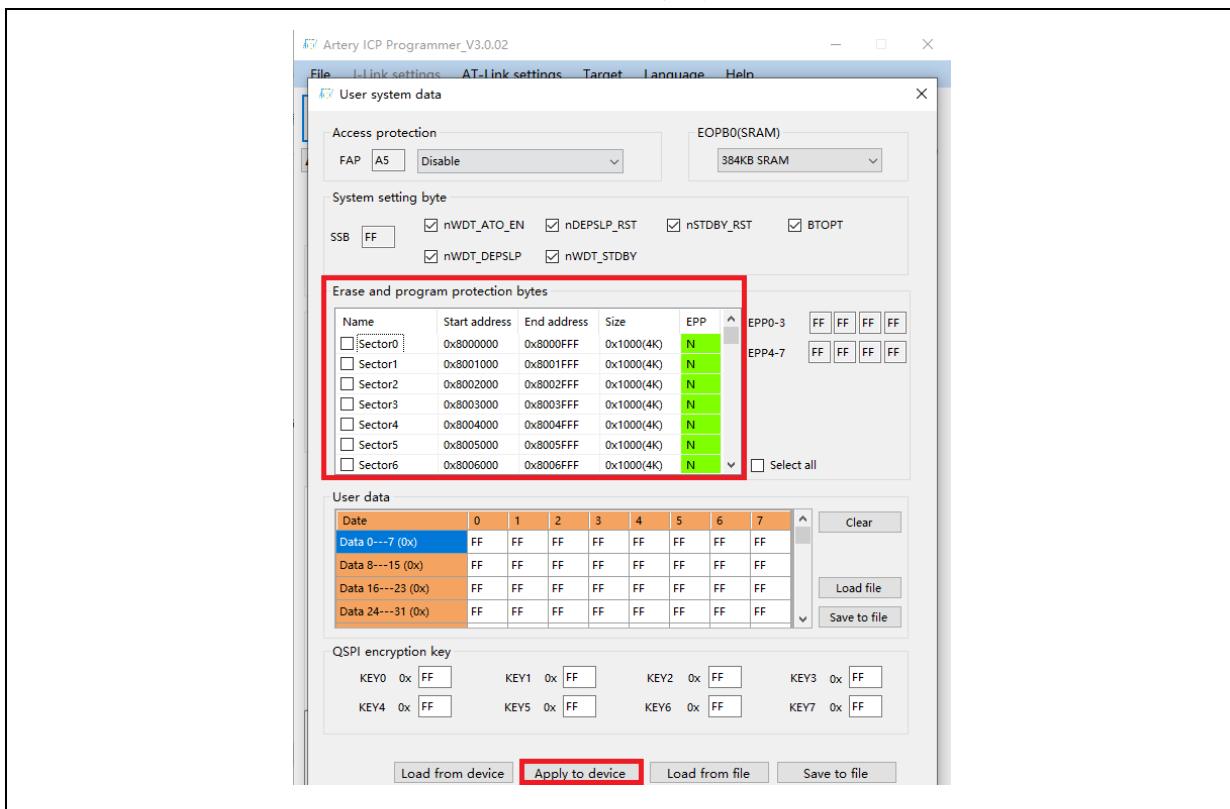 Artery ICP Programmer_V3.0.02
File J-Link settings AT-Link settings Target Language Help
User system data
Access protection
EOPB0(SRAM)
FAP A5 Disable
384KB SRAM
System setting byte
SSB FF
nWDT_ATO_EN nDEPSLP_RST nSTDBY_RST BTOPT
nWDT_DEPSLP nWDT_STDBY
Erase and program protection bytes
Name Start address End address Size EPP
Sector0 0x8000000 0x8000FFF 0x1000(4K) N
Sector1 0x8001000 0x8001FFF 0x1000(4K) N
Sector2 0x8002000 0x8002FFF 0x1000(4K) N
Sector3 0x8003000 0x8003FFF 0x1000(4K) N
Sector4 0x8004000 0x8004FFF 0x1000(4K) N
Sector5 0x8005000 0x8005FFF 0x1000(4K) N
Sector6 0x8006000 0x8006FFF 0x1000(4K) N
EPP0-3 FF FF FF FF
EPP4-7 FF FF FF FF
Select all
User data
Date 0 1 2 3 4 5 6 7
Data 0---7 (0x) FF FF FF FF FF FF FF FF
Data 8---15 (0x) FF FF FF FF FF FF FF FF
Data 16---23 (0x) FF FF FF FF FF FF FF FF
Data 24---31 (0x) FF FF FF FF FF FF FF FF
Clear
Load file
Save to file
QSPI encryption key
KEY0 0x FF KEY1 0x FF KEY2 0x FF KEY3 0x FF
KEY4 0x FF KEY5 0x FF KEY6 0x FF KEY7 0x FF
Load from device Apply to device Load from file Save to file